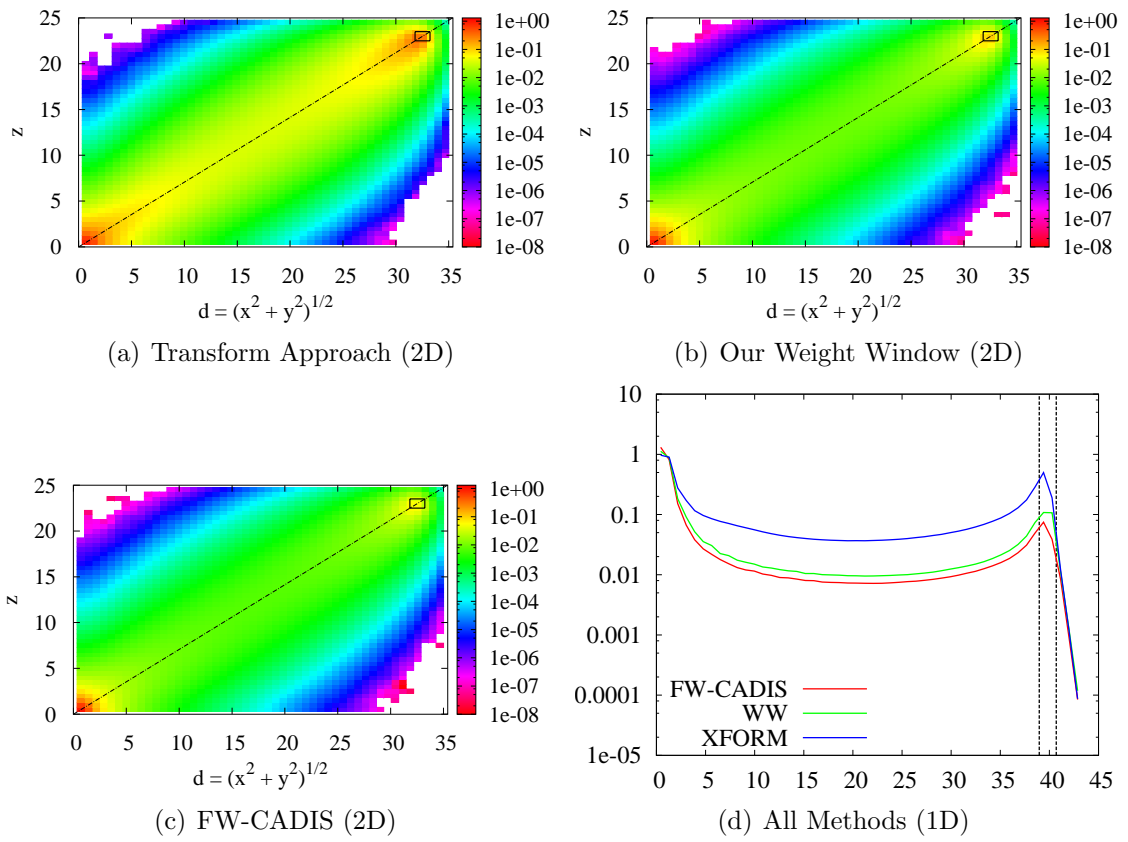 25
20
15
10
5
0
z
0 5 10 15 20 25 30 35
d = (x² + y²)^1/2
1e+00
1e-01
1e-02
1e-03
1e-04
1e-05
1e-06
1e-07
1e-08
(a) Transform Approach (2D)
25
20
15
10
5
0
z
0 5 10 15 20 25 30 35
d = (x² + y²)^1/2
1e+00
1e-01
1e-02
1e-03
1e-04
1e-05
1e-06
1e-07
1e-08
(b) Our Weight Window (2D)
25
20
15
10
5
0
z
0 5 10 15 20 25 30 35
d = (x² + y²)^1/2
1e+00
1e-01
1e-02
1e-03
1e-04
1e-05
1e-06
1e-07
1e-08
(c) FW-CADIS (2D)
10
1
0.1
0.01
0.001
0.0001
1e-05
FW-CADIS
WW
XFORM
0 5 10 15 20 25 30 35 40 45
(d) All Methods (1D)